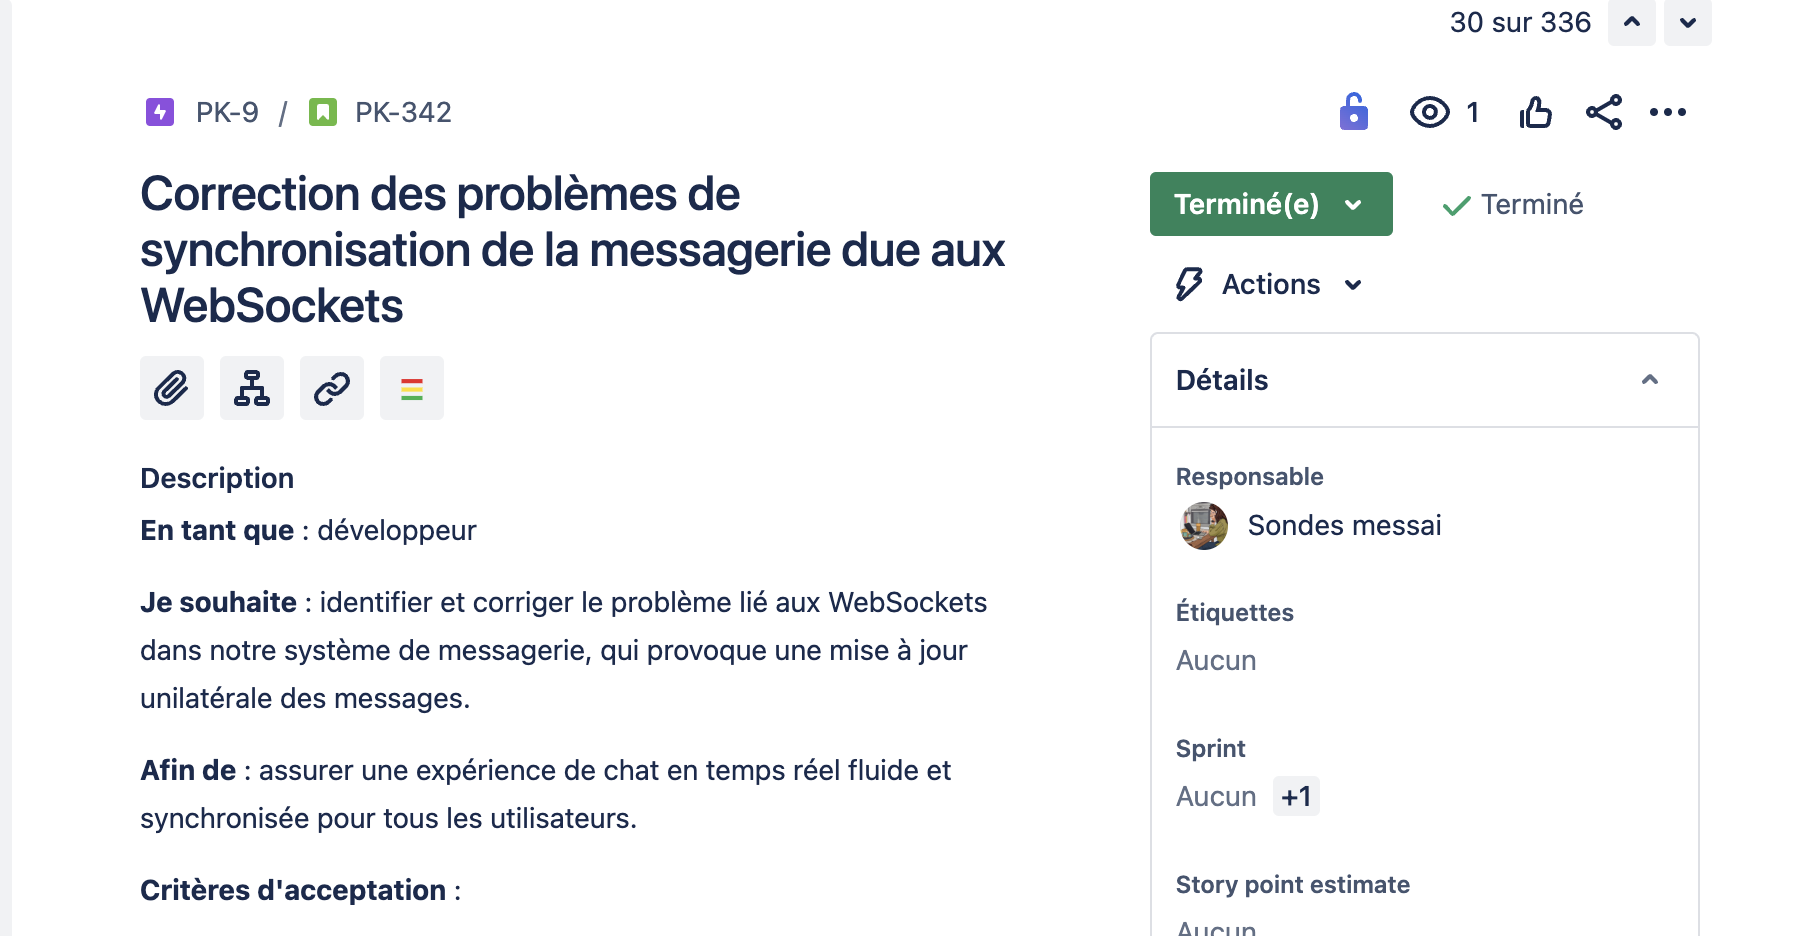 30 sur 336
PK-9 / PK-342
1
Correction des problèmes de
synchronisation de la messagerie due aux
WebSockets
Terminé(e)
Terminé
Actions
Description
En tant que : développeur
Je souhaite : identifier et corriger le problème lié aux WebSockets
dans notre système de messagerie, qui provoque une mise à jour
unilatérale des messages.
Afin de : assurer une expérience de chat en temps réel fluide et
synchronisée pour tous les utilisateurs.
Critères d'acceptation :
Détails
Responsable
Sondes messai
Étiquettes
Aucun
Sprint
Aucun +1
Story point estimate
Aucun